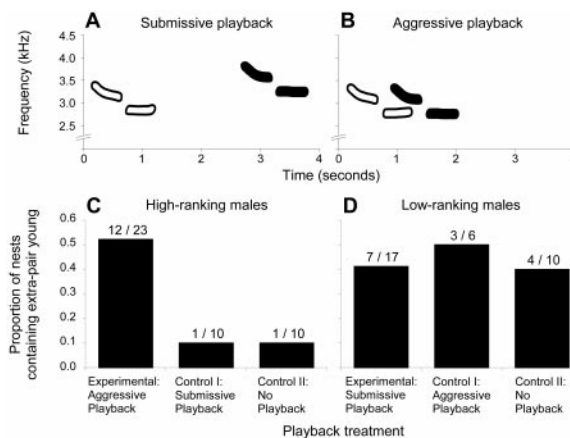 A Submissive playback
B Aggressive playback
Frequency (kHz)
4.5
4.0
3.5
3.0
2.5
0 1 2 3 4
0 1 2 3
Time (seconds)
C High-ranking males
D Low-ranking males
Proportion of nests
containing extra-pair young
0.6
0.5
0.4
0.3
0.2
0.1
0.0
12 / 23
1 / 10
1 / 10
7 / 17
3 / 6
4 / 10
Experimental:
Aggressive
Playback
Control I:
Submissive
Playback
Control II:
No
Playback
Experimental:
Submissive
Playback
Control I:
Aggressive
Playback
Control II:
No
Playback
Playback treatment